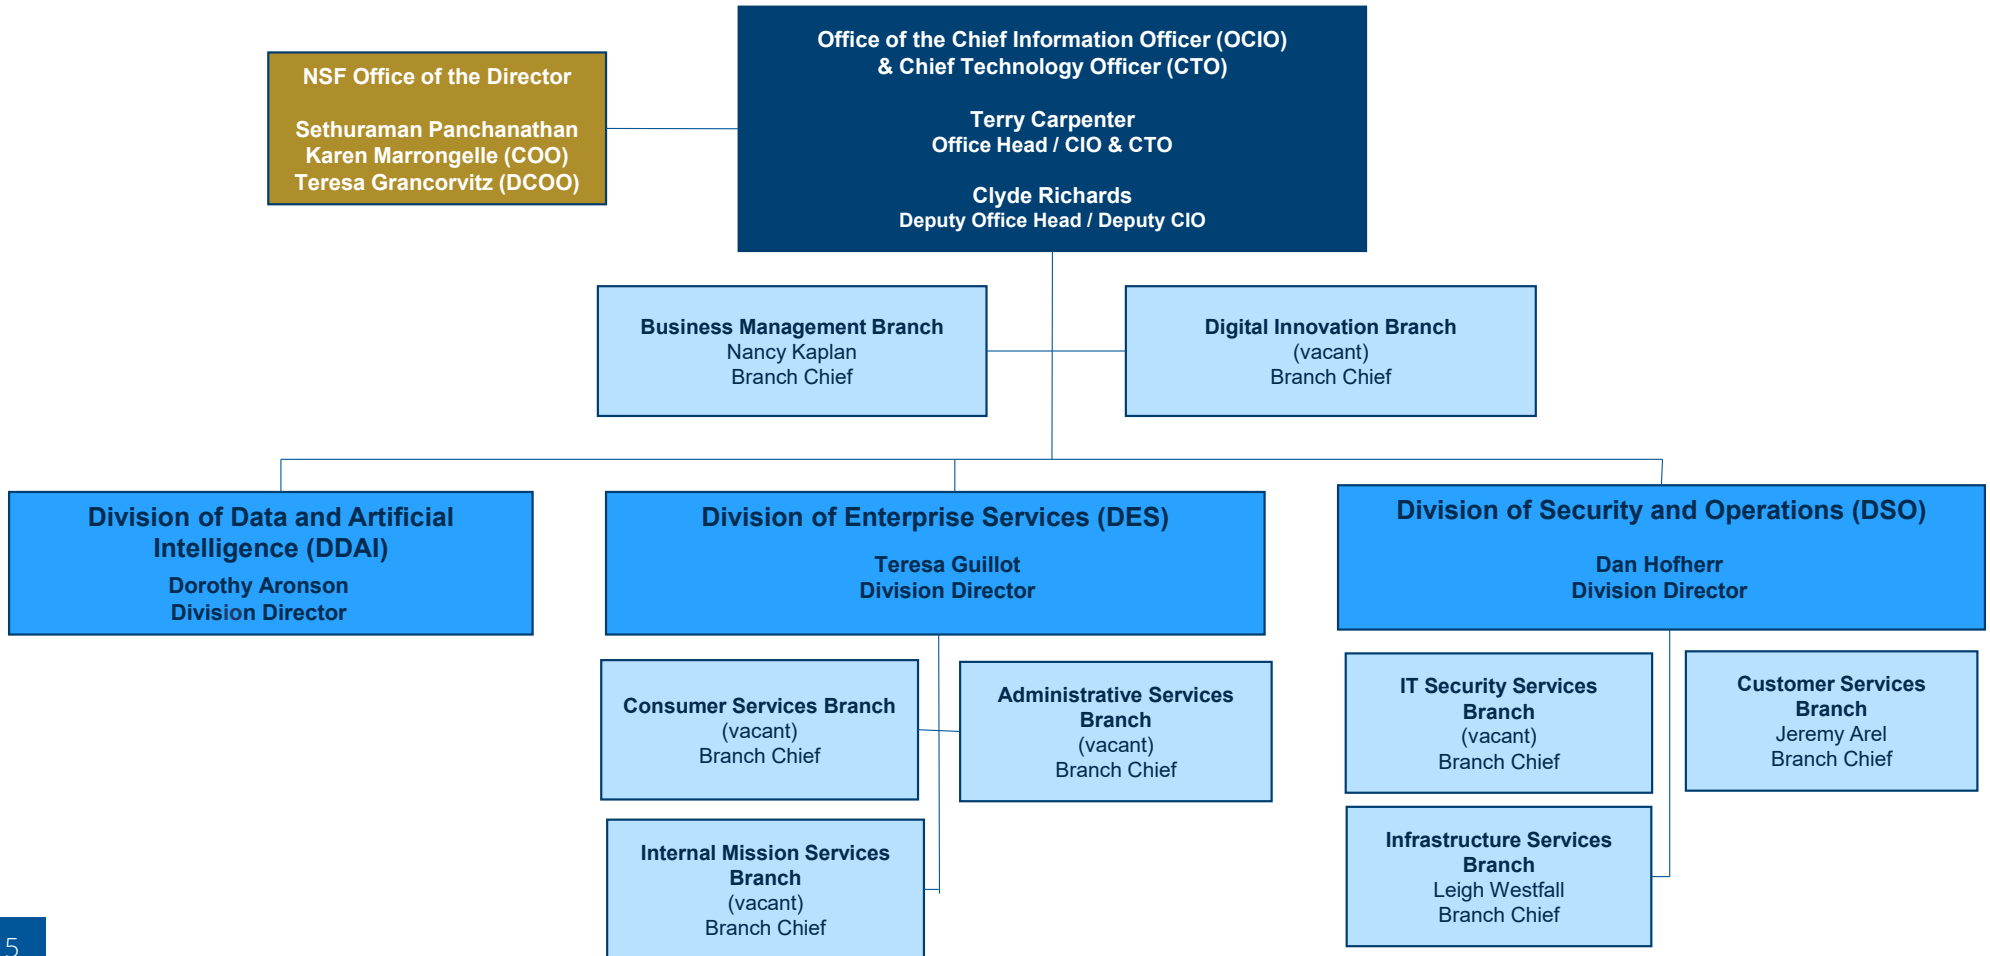 NSF Office of the Director
Sethuraman Panchanathan
Karen Marrongelle (COO)
Teresa Grancorvitz (DCOO)
Office of the Chief Information Officer (OCIO)
& Chief Technology Officer (CTO)
Terry Carpenter
Office Head / CIO & CTO
Clyde Richards
Deputy Office Head / Deputy CIO
Business Management Branch
Nancy Kaplan
Branch Chief
Digital Innovation Branch
(vacant)
Branch Chief
Division of Data and Artificial
Intelligence (DDAI)
Dorothy Aronson
Division Director
Division of Enterprise Services (DES)
Teresa Guillot
Division Director
Division of Security and Operations (DSO)
Dan Hofherr
Division Director
Consumer Services Branch
(vacant)
Branch Chief
Administrative Services
Branch
(vacant)
Branch Chief
Internal Mission Services
Branch
(vacant)
Branch Chief
IT Security Services
Branch
(vacant)
Branch Chief
Customer Services
Branch
Jeremy Arel
Branch Chief
Infrastructure Services
Branch
Leigh Westfall
Branch Chief
5